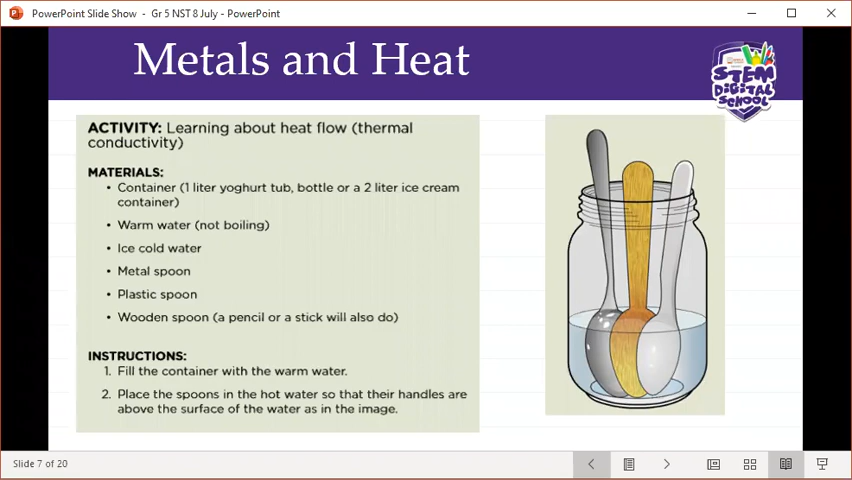 PowerPoint Slide Show - Gr 5 NST 8 July - PowerPoint
Metals and Heat
STEM
DIGITAL
SCHOOL
ACTIVITY: Learning about heat flow (thermal
conductivity)
MATERIALS:
• Container (1 liter yoghurt tub, bottle or a 2 liter ice cream
container)
• Warm water (not boiling)
• Ice cold water
• Metal spoon
• Plastic spoon
• Wooden spoon (a pencil or a stick will also do)
INSTRUCTIONS:
1. Fill the container with the warm water.
2. Place the spoons in the hot water so that their handles are
above the surface of the water as in the image.
Slide 7 of 20